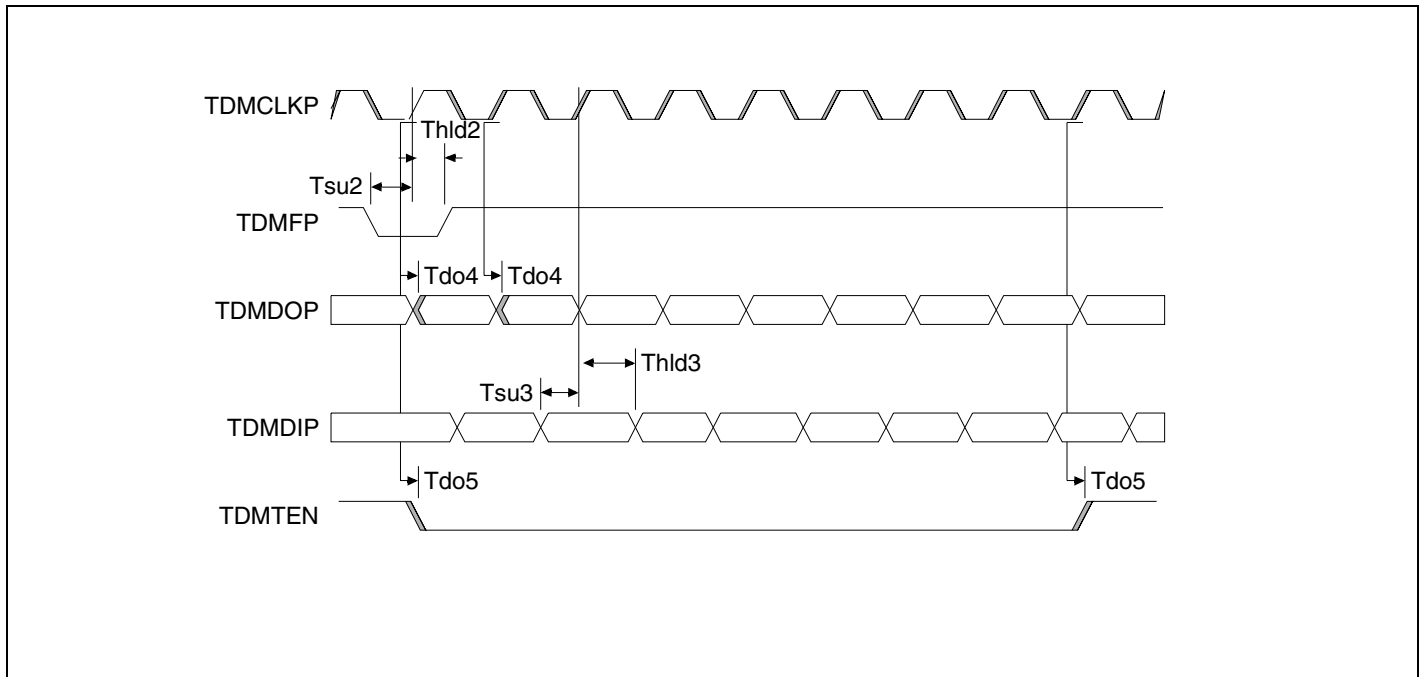 TDMCLKP
Thld2
Tsu2
TDMFP
Tdo4 Tdo4
TDMDOP
Thld3
Tsu3
TDMDIP
Tdo5 Tdo5
TDMTEN